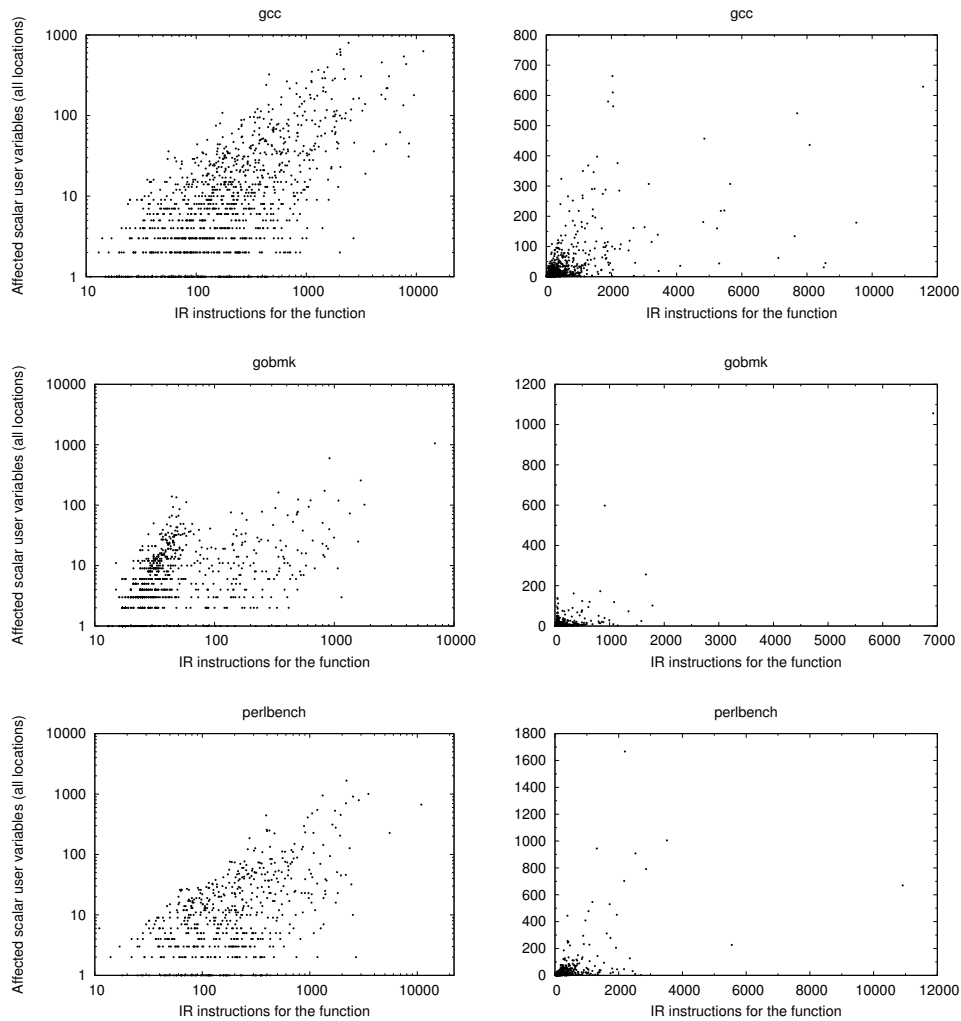 gcc
gcc
Affected scalar user variables (all locations)
1000
100
10
1
10 100 1000 10000
IR instructions for the function
800
700
600
500
400
300
200
100
0
0 2000 4000 6000 8000 10000 12000
IR instructions for the function
gobmk
gobmk
Affected scalar user variables (all locations)
10000
1000
100
10
1
10 100 1000 10000
IR instructions for the function
1200
1000
800
600
400
200
0
0 1000 2000 3000 4000 5000 6000 7000
IR instructions for the function
perlbench
perlbench
Affected scalar user variables (all locations)
10000
1000
100
10
1
10 100 1000 10000
IR instructions for the function
1800
1600
1400
1200
1000
800
600
400
200
0
0 2000 4000 6000 8000 10000 12000
IR instructions for the function